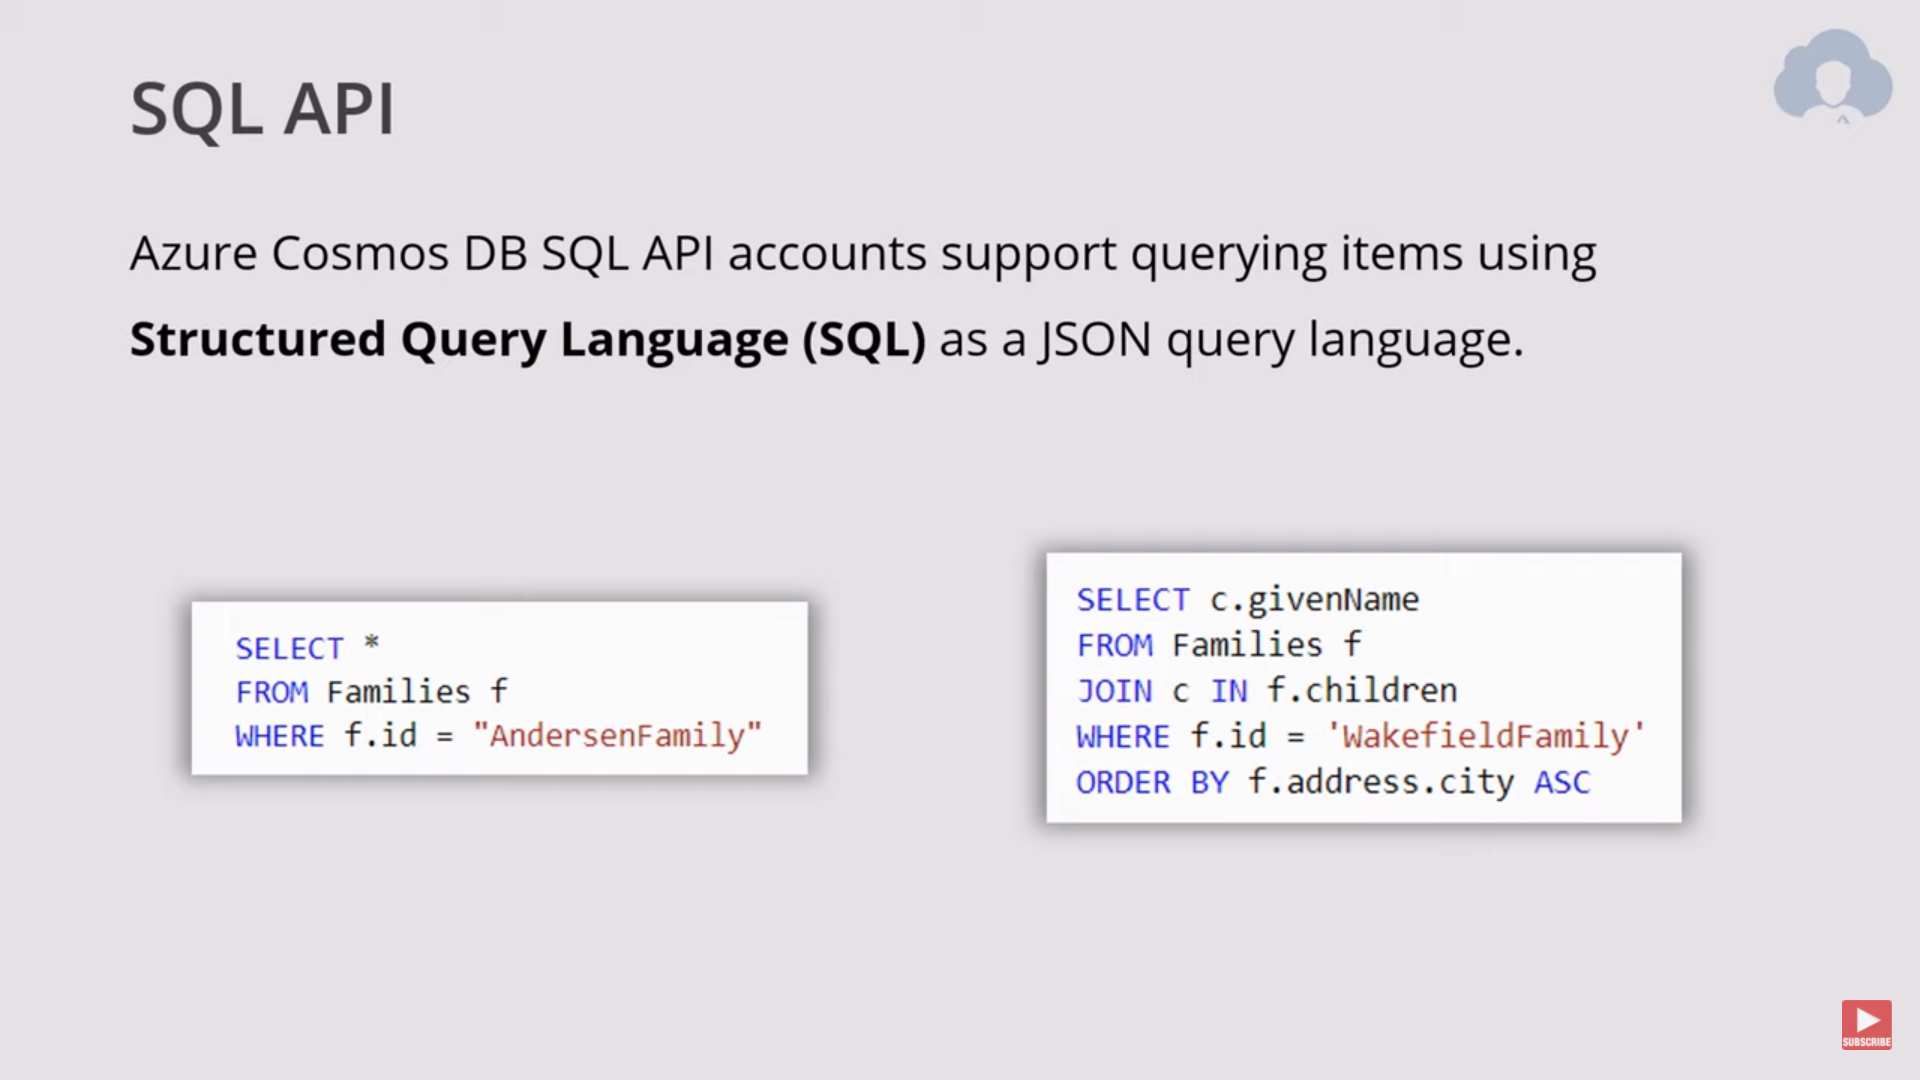 SQL API
Azure Cosmos DB SQL API accounts support querying items using
Structured Query Language (SQL) as a JSON query language.
SELECT *
FROM Families f
WHERE f.id = "AndersenFamily"
SELECT c.givenName
FROM Families f
JOIN c IN f.children
WHERE f.id = 'WakefieldFamily'
ORDER BY f.address.city ASC
SUBSCRIBE